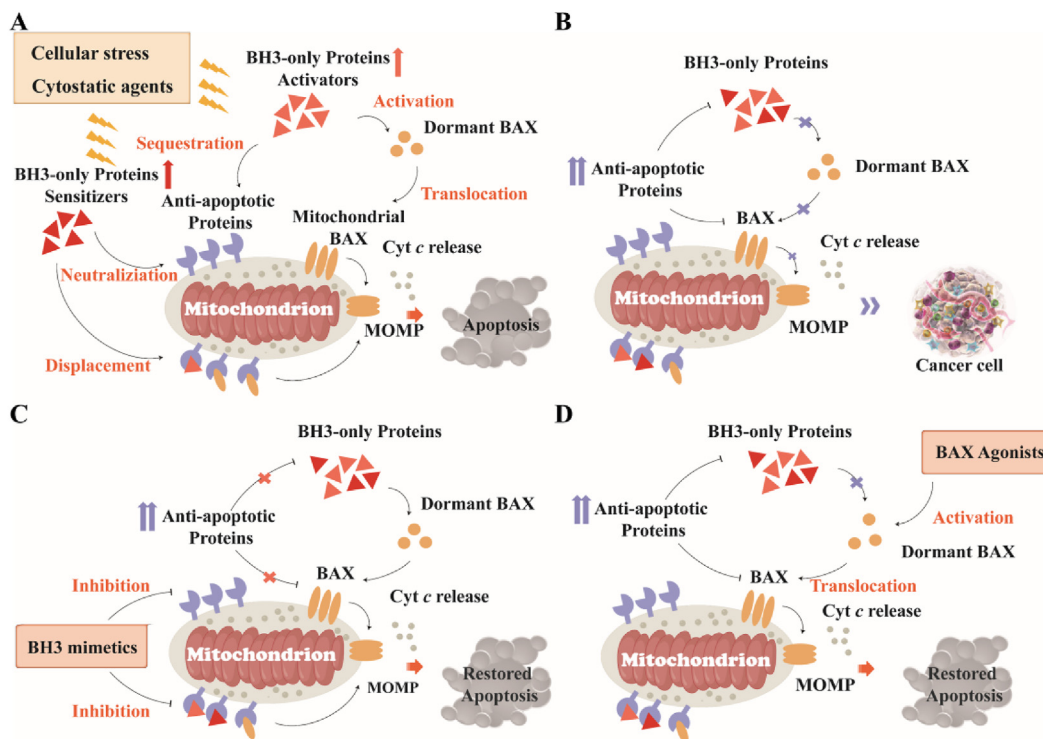 A
Cellular stress
Cytostatic agents
BH3-only Proteins
Activators
Activation
Dormant BAX
Sequestration
BH3-only Proteins
Sensitizers
Anti-apoptotic
Proteins
Translocation
Mitochondrial
BAX
Cyt c release
Neutraliziation
Mitochondrion
MOMP
Apoptosis
Displacement
B
BH3-only Proteins
Anti-apoptotic
Proteins
Dormant BAX
BAX
Cyt c release
Mitochondrion
MOMP
Cancer cell
C
BH3-only Proteins
Dormant BAX
Anti-apoptotic
Proteins
BAX
Inhibition
Cyt c release
BH3 mimetics
Mitochondrion
MOMP
Restored
Apoptosis
Inhibition
D
BH3-only Proteins
BAX Agonists
Anti-apoptotic
Proteins
Activation
Dormant BAX
BAX
Translocation
Cyt c release
Mitochondrion
MOMP
Restored
Apoptosis